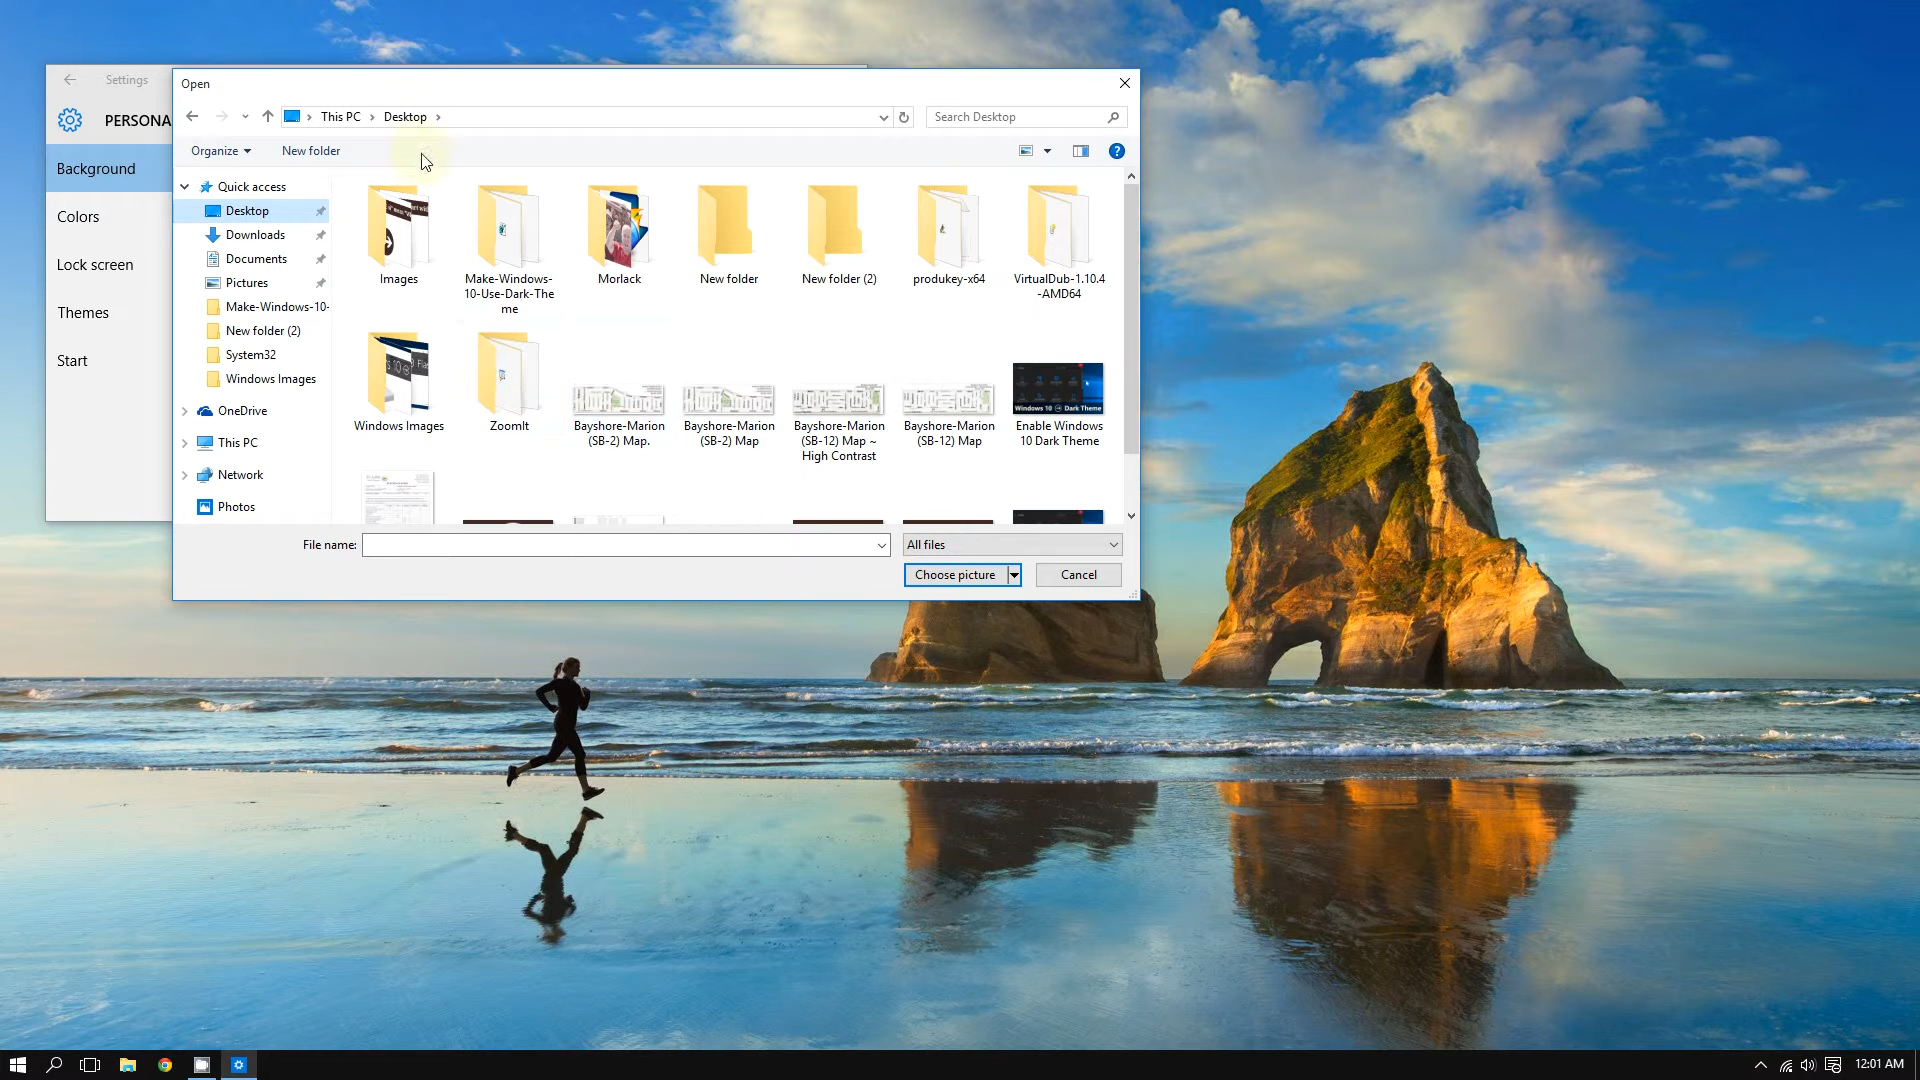 Settings
PERSONA
Background
Colors
Lock screen
Themes
Start
Open
This PC
Desktop
Search Desktop
Organize
New folder
Quick access
Desktop
Downloads
Documents
Pictures
Make-Windows-10-
New folder (2)
System32
Windows Images
OneDrive
This PC
Network
Photos
Images
Make-Windows-
10-Use-Dark-The
me
Morlack
New folder
New folder (2)
produkey-x64
VirtualDub-1.10.4
-AMD64
Windows Images
ZoomIt
Bayshore-Marion
(SB-2) Map.
Bayshore-Marion
(SB-2) Map
Bayshore-Marion
(SB-12) Map ~
High Contrast
Bayshore-Marion
(SB-12) Map
Windows 10 Dark Theme
Enable Windows
10 Dark Theme
File name:
All files
Choose picture
Cancel
12:01 AM